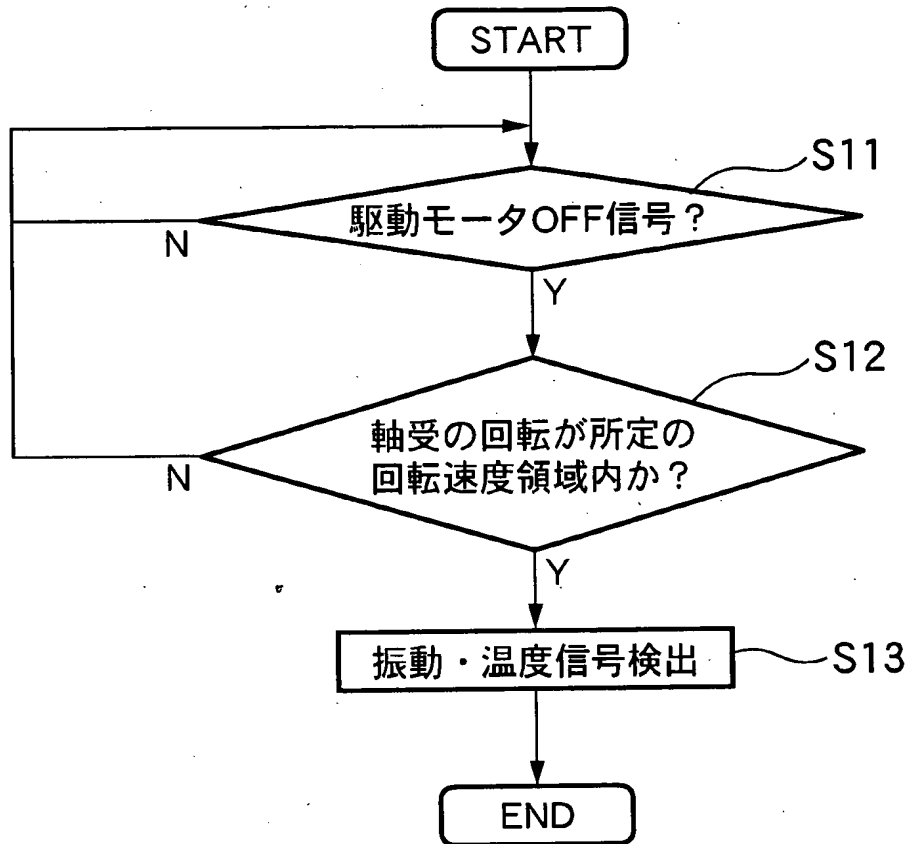 START
S11
駆動モータOFF信号？
N
Y
S12
軸受の回転が所定の
回転速度領域内か？
N
Y
振動・温度信号検出
S13
END